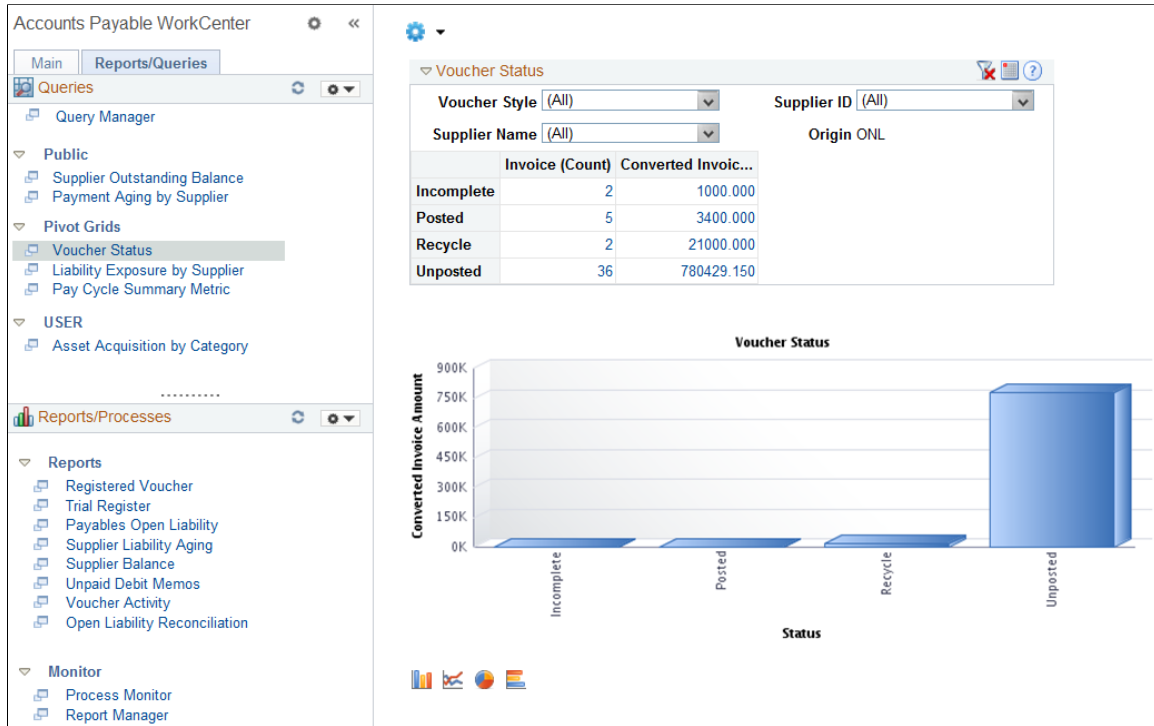 Accounts Payable WorkCenter
Main Reports/Queries
Queries
Query Manager
Public
Supplier Outstanding Balance
Payment Aging by Supplier
Pivot Grids
Voucher Status
Liability Exposure by Supplier
Pay Cycle Summary Metric
USER
Asset Acquisition by Category
Reports/Processes
Reports
Registered Voucher
Trial Register
Payables Open Liability
Supplier Liability Aging
Supplier Balance
Unpaid Debit Memos
Voucher Activity
Open Liability Reconciliation
Monitor
Process Monitor
Report Manager
Voucher Status
Voucher Style (All) Supplier ID (All)
Supplier Name (All) Origin ONL
Invoice (Count) Converted Invoic...
Incomplete 2 1000.000
Posted 5 3400.000
Recycle 2 21000.000
Unposted 36 780429.150
Voucher Status
Converted Invoice Amount
900K
750K
600K
450K
300K
150K
0K
Incomplete
Posted
Recycle
Unposted
Status